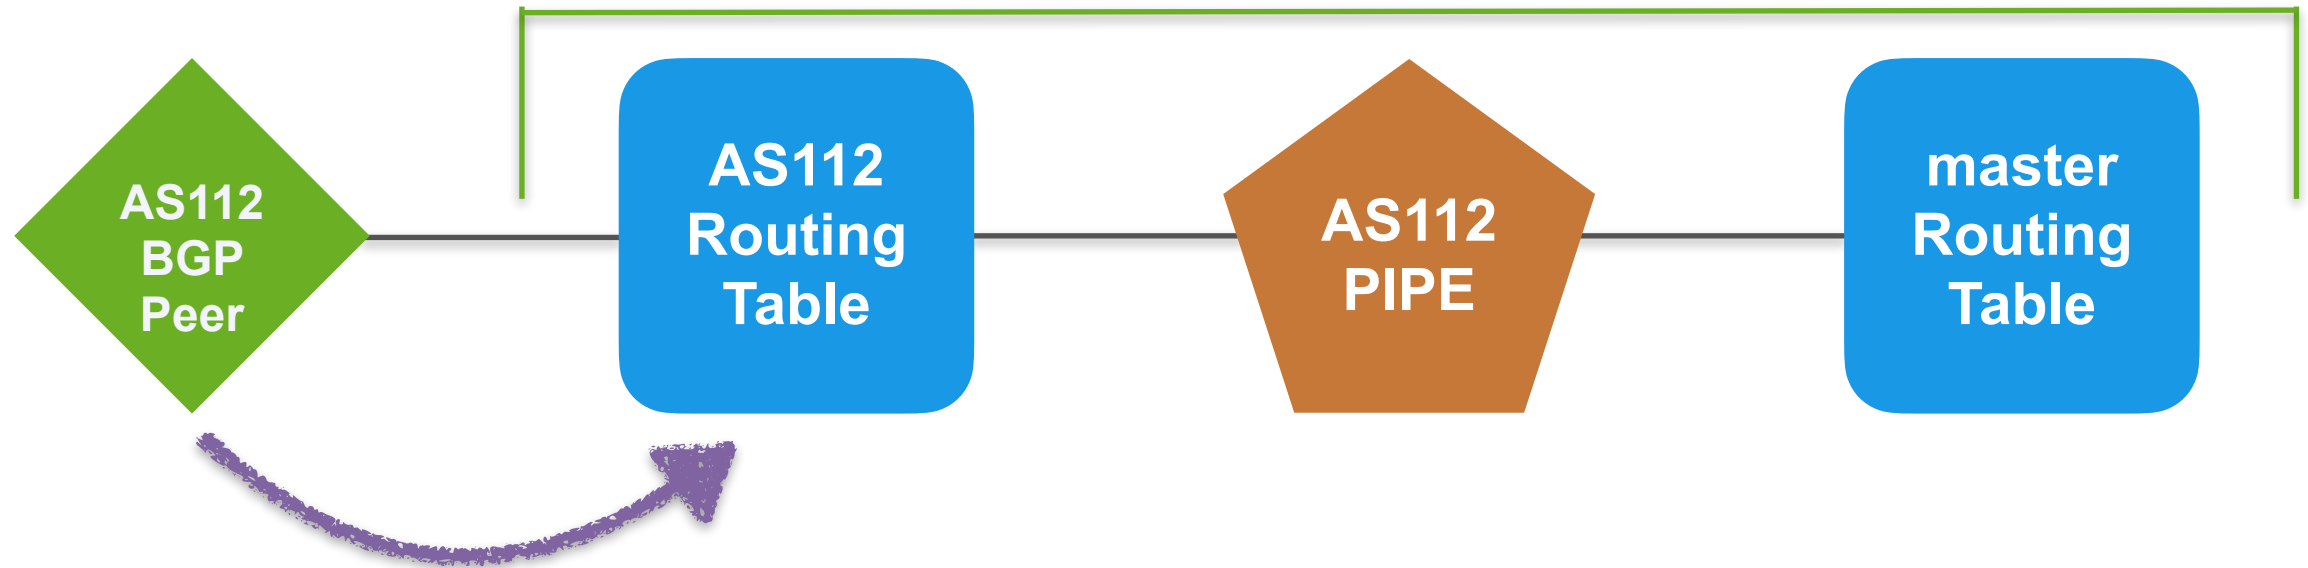 AS112
BGP
Peer
AS112
Routing
Table
AS112
PIPE
master
Routing
Table